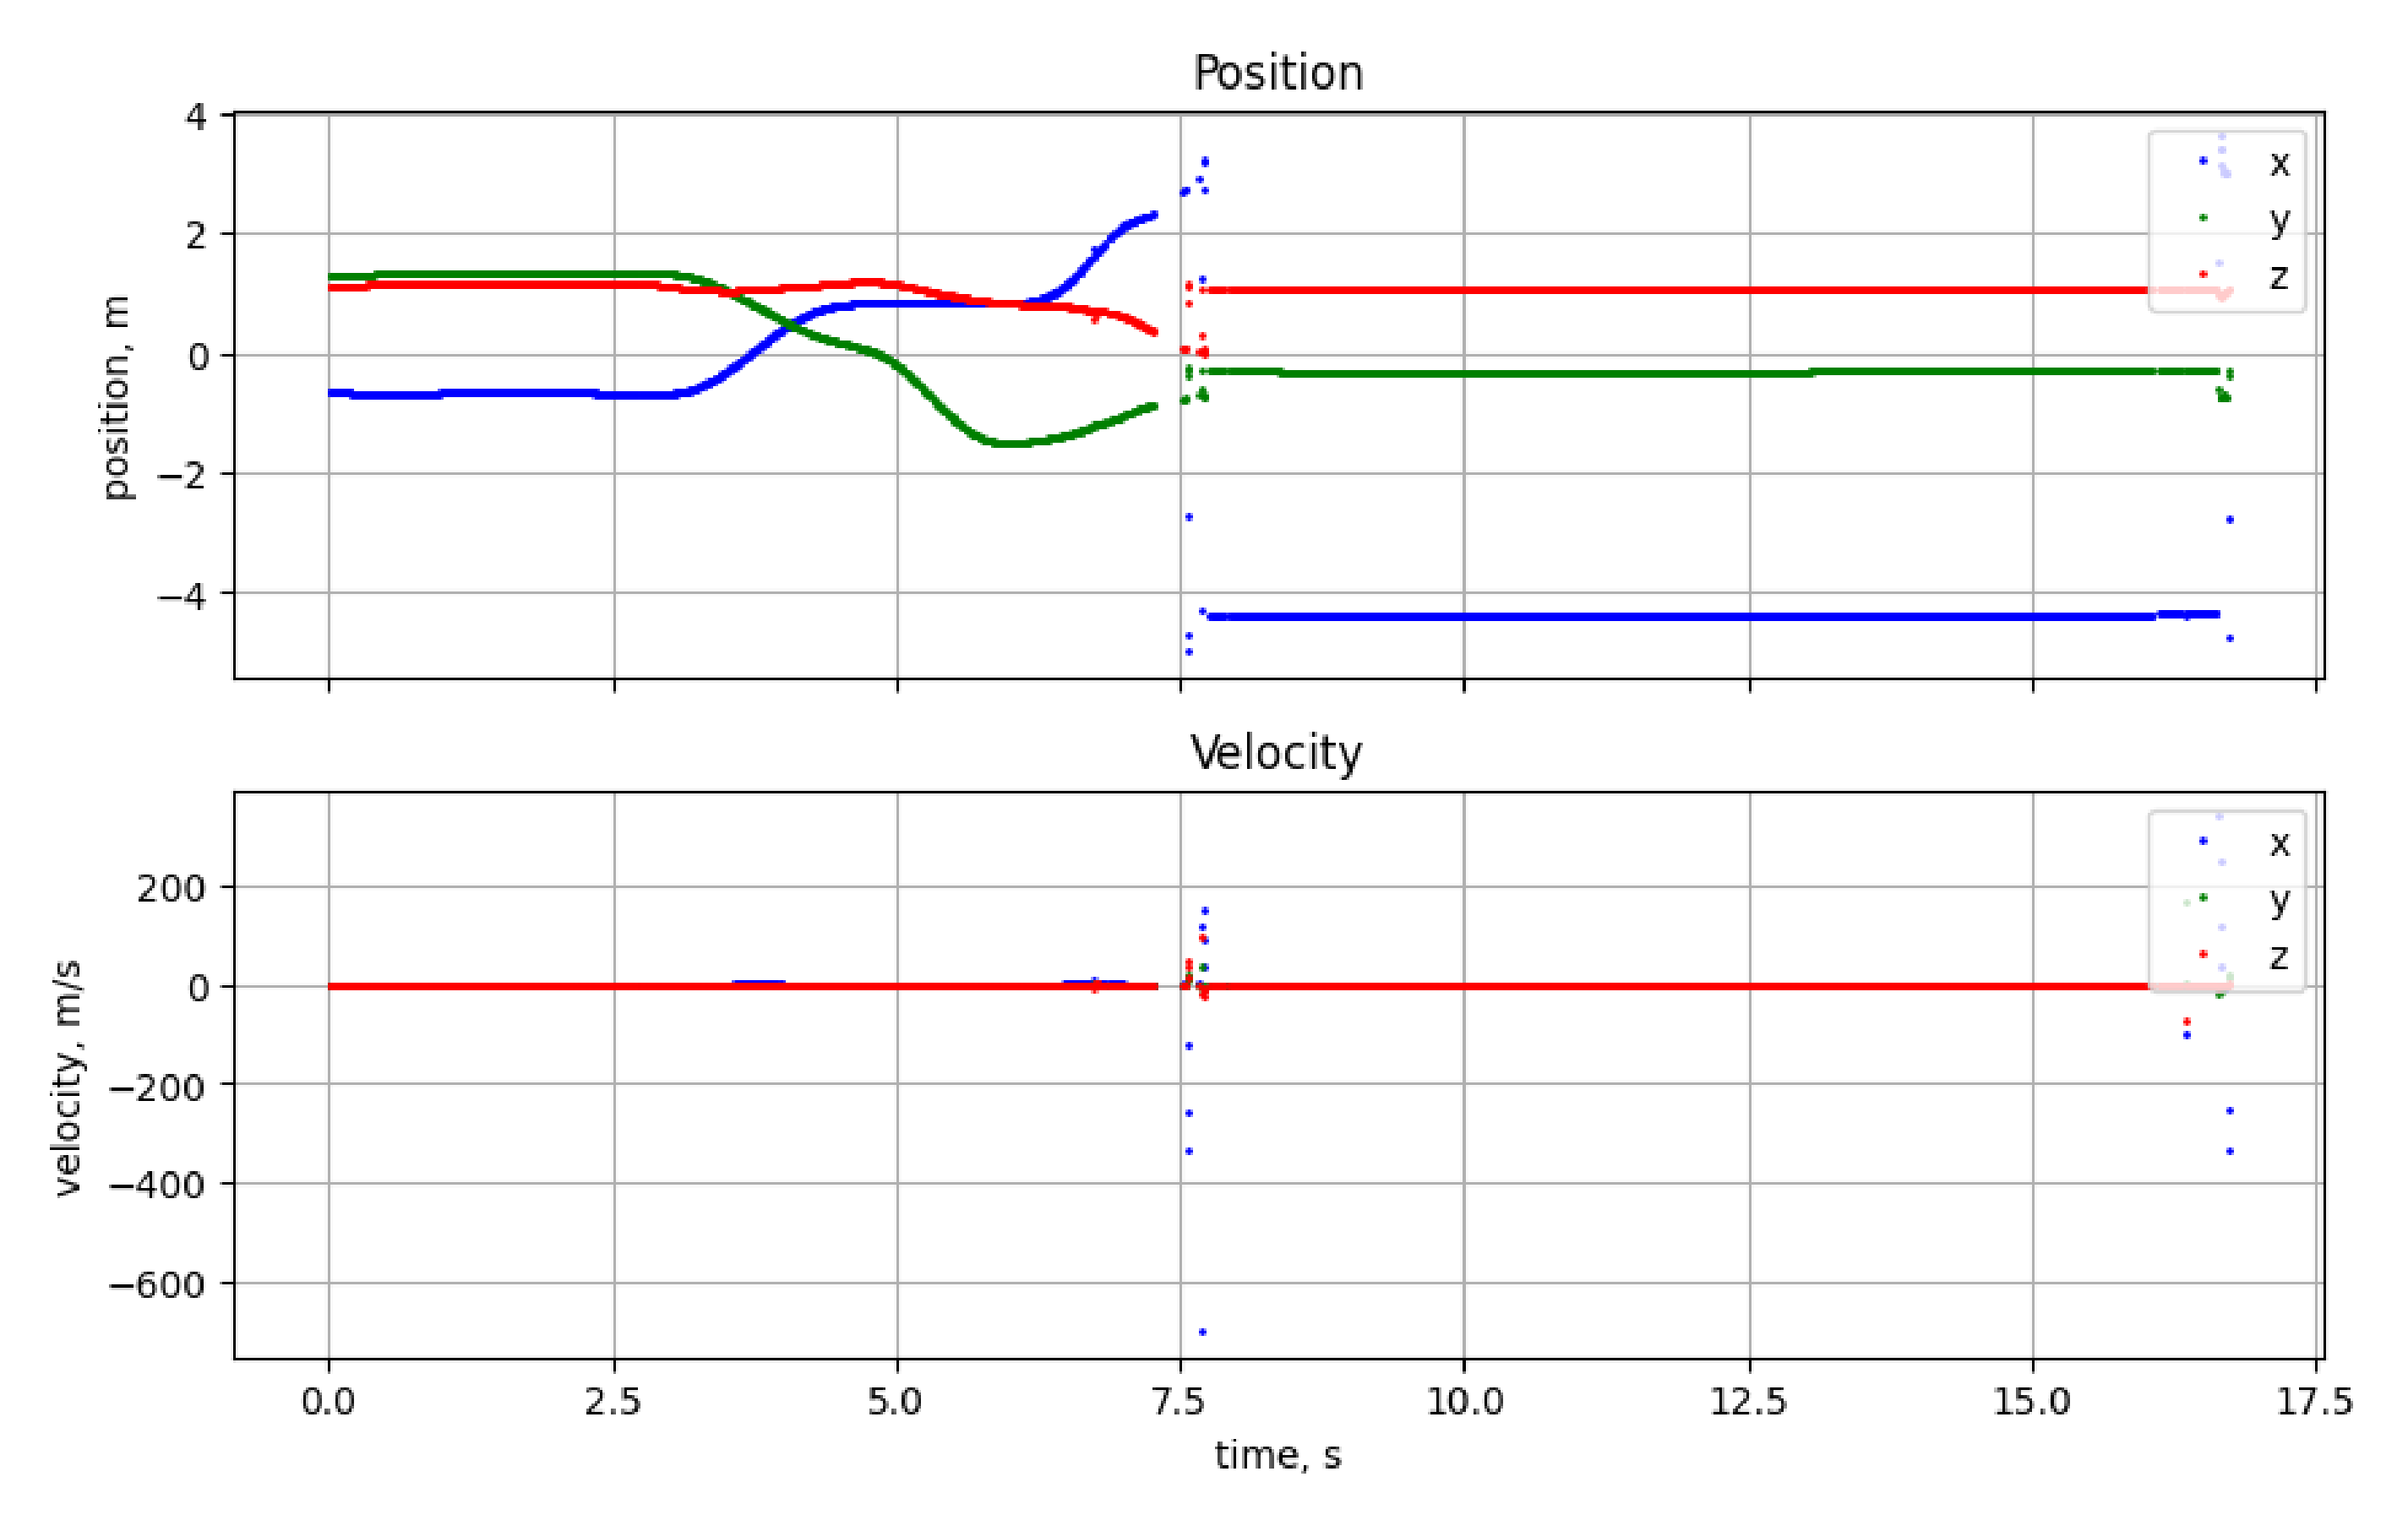 Position
4
2
0
−2
−4
position, m
x
y
z
Velocity
200
0
−200
−400
−600
velocity, m/s
x
y
z
0.0 2.5 5.0 7.5 10.0 12.5 15.0 17.5
time, s